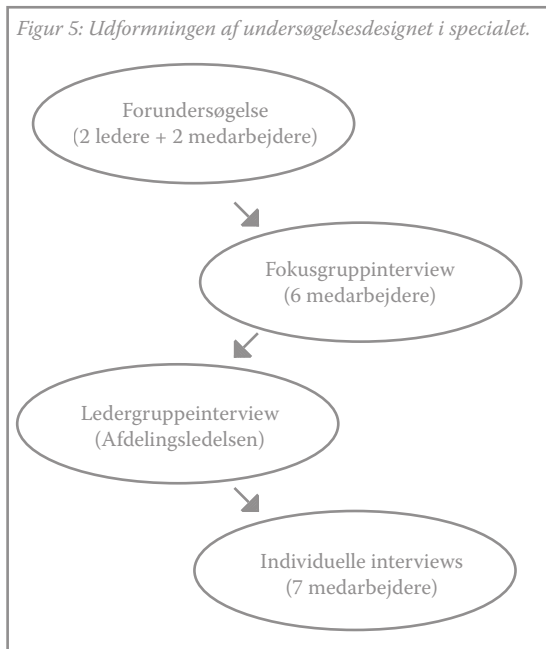 Figur 5: Udformningen af undersøgelsesdesignet i specialet.
Forundersøgelse
(2 ledere + 2 medarbejdere)
Fokusgruppinterview
(6 medarbejdere)
Ledergruppeinterview
(Afdelingsledelsen)
Individuelle interviews
(7 medarbejdere)